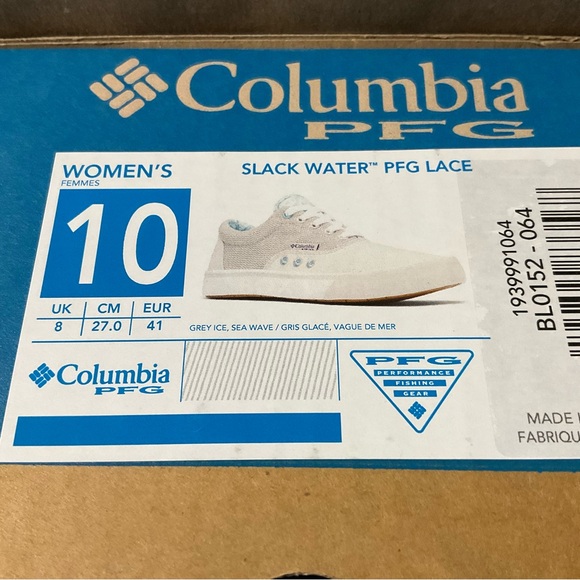 Columbia
PFG
WOMEN'S
FEMMES
10
UK CM EUR
8 27.0 41
SLACK WATER™ PFG LACE
Columbia
GREY ICE, SEA WAVE / GRIS GLACÉ, VAGUE DE MER
Columbia
PFG
PFG
PERFORMANCE
FISHING
GEAR
1939991064
BL0152 - 064
MADE
FABRIQU